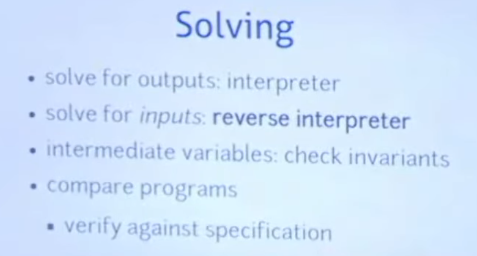 Solving
• solve for outputs: interpreter
• solve for inputs: reverse interpreter
• intermediate variables: check invariants
• compare programs
▪ verify against specification